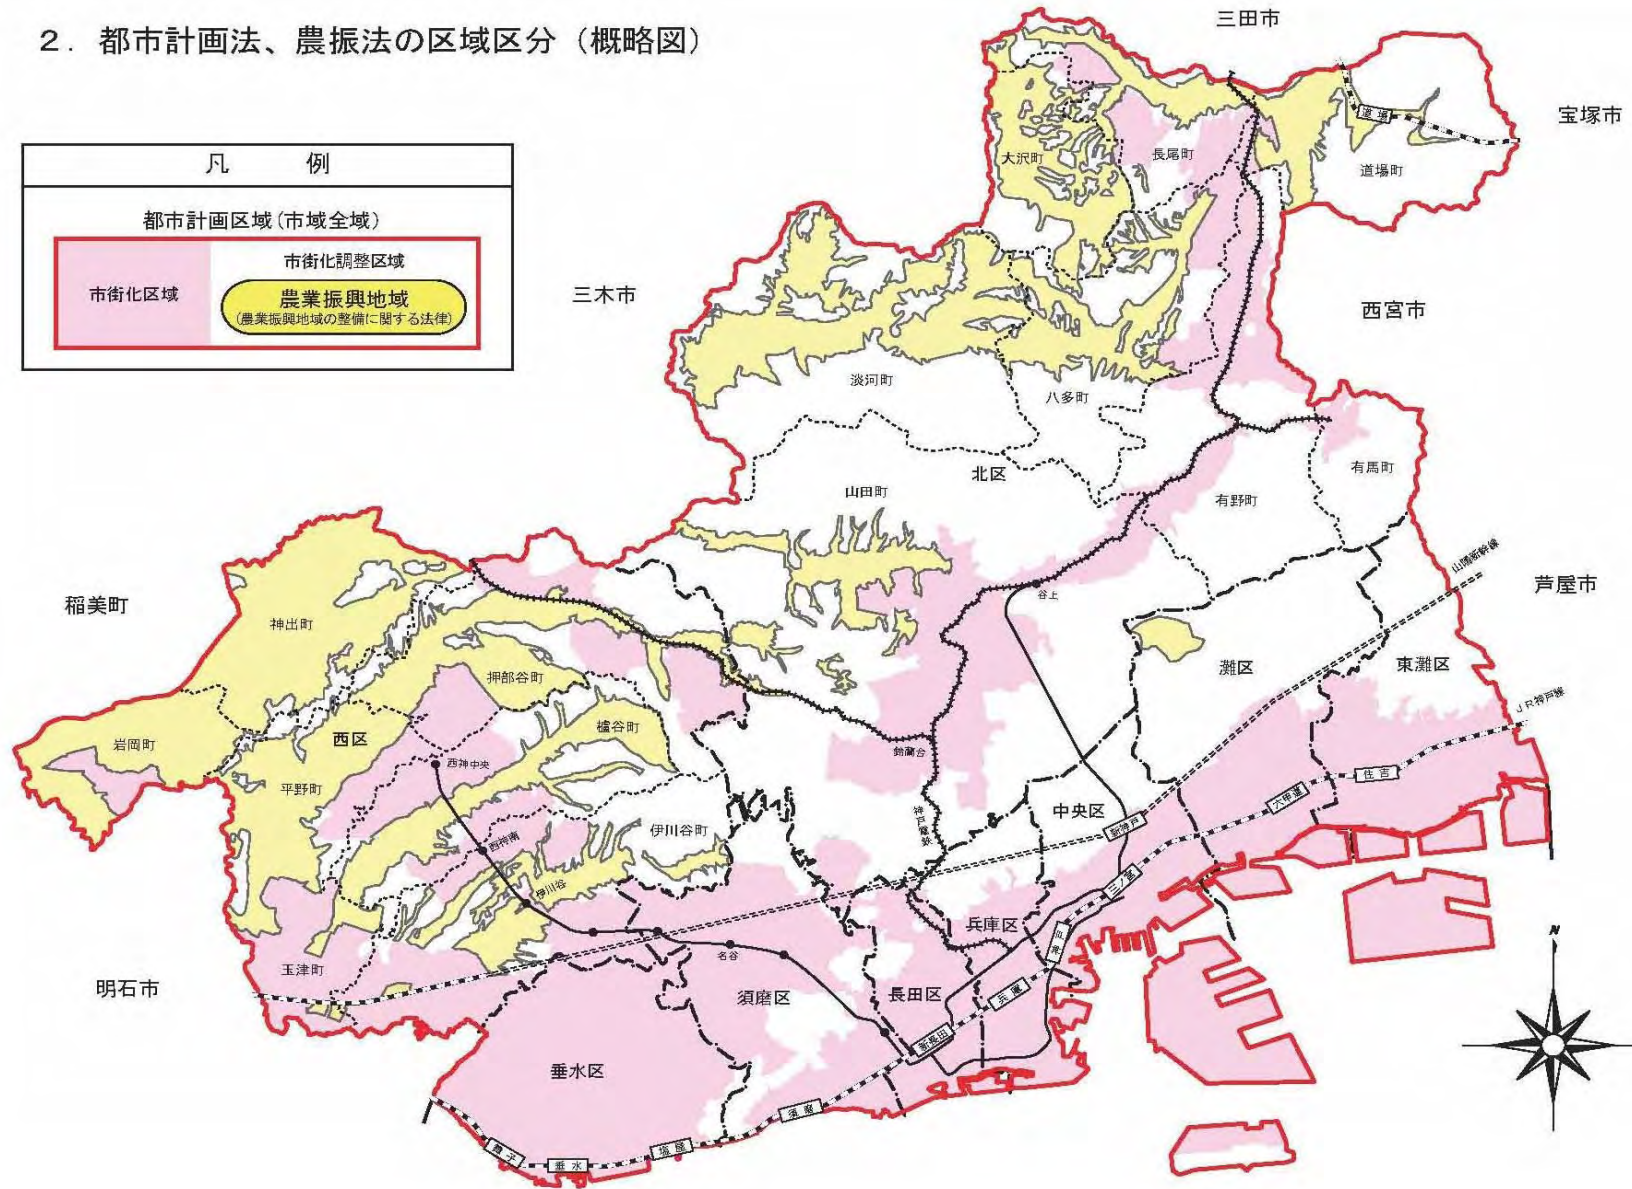 2. 都市計画法、農振法の区域区分（概略図）
凡 例
都市計画区域(市域全域)
市街化区域
市街化調整区域
農業振興地域
(農業振興地域の整備に関する法律)
三田市
宝塚市
道場
道場町
長尾町
大沢町
三木市
西宮市
淡河町
八多町
北区
有馬町
山田町
有野町
山陽新幹線
芦屋市
稲美町
谷上
神出町
灘区
東灘区
押部谷町
JR神戸線
西区
櫨谷町
岩岡町
鈴蘭台
西神中央
住吉
平野町
六甲道
中央区
神戸電鉄
新神戸
伊川谷町
西神南
三ノ宮
伊川谷
兵庫区
神戸
N
名谷
玉津町
明石市
須磨区
長田区
兵庫
新長田
垂水区
須磨
塩屋
舞子
垂水